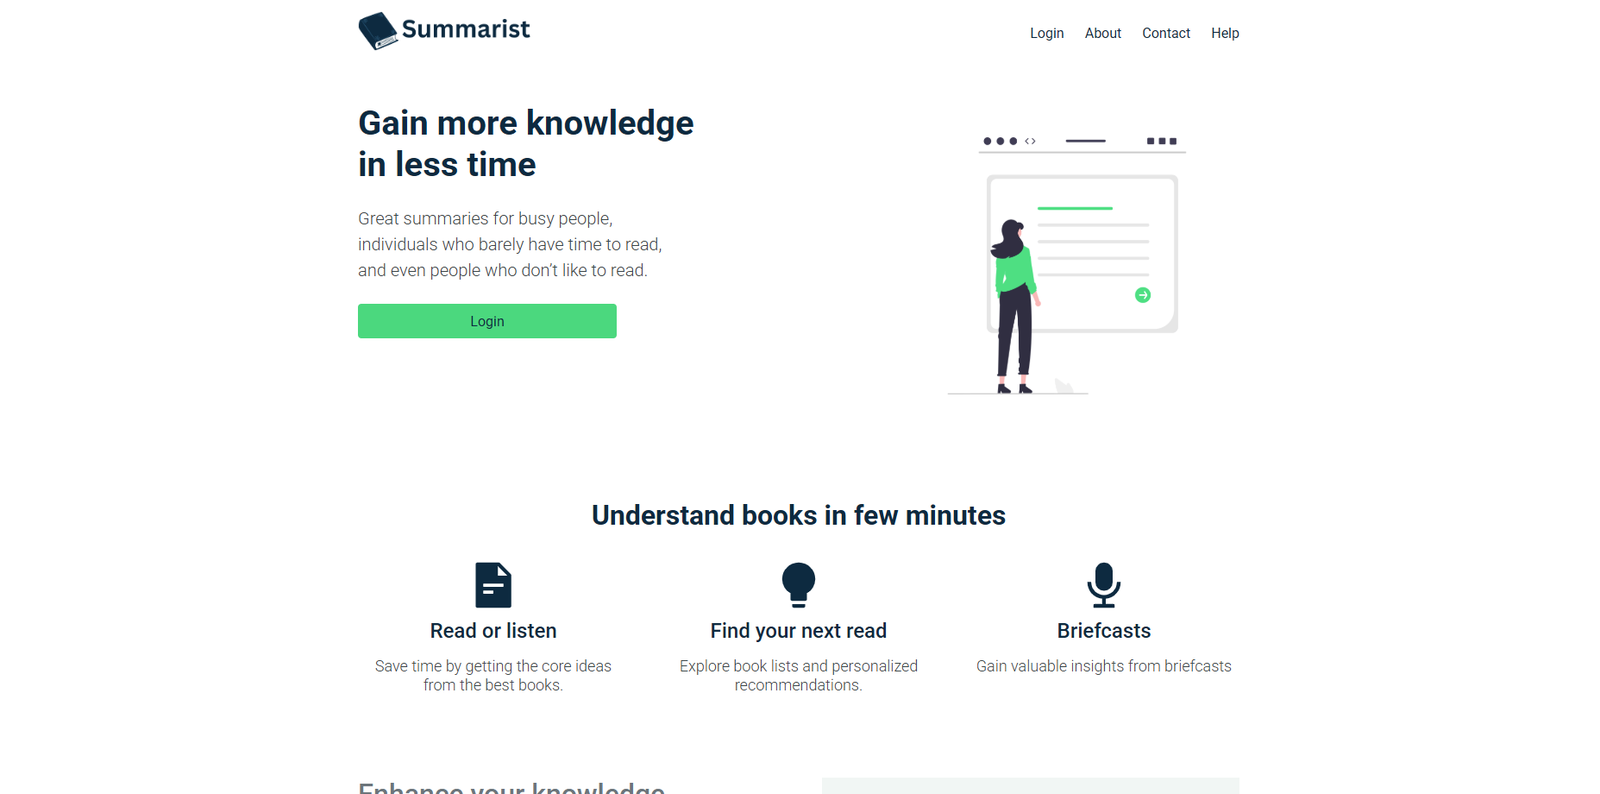 Summarist
Login About Contact Help
Gain more knowledge
in less time
Great summaries for busy people,
individuals who barely have time to read,
and even people who don’t like to read.
Login
Understand books in few minutes
Read or listen
Save time by getting the core ideas
from the best books.
Find your next read
Explore book lists and personalized
recommendations.
Briefcasts
Gain valuable insights from briefcasts
Enhance your knowledge